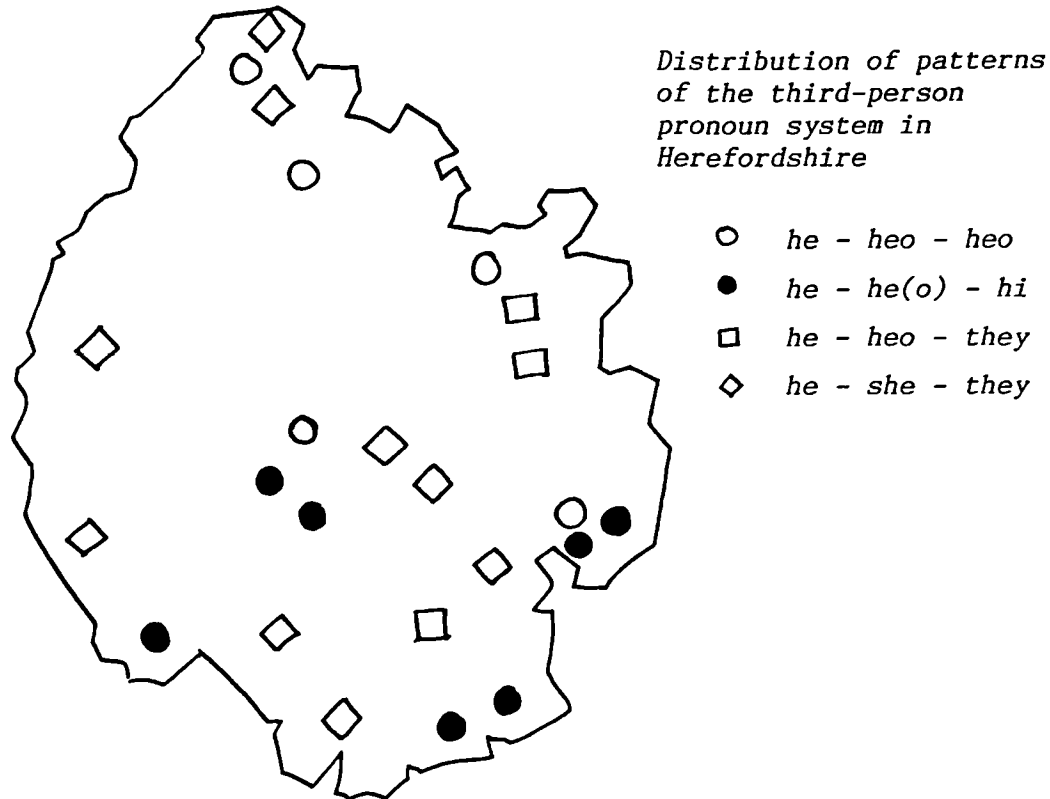 Distribution of patterns
of the third-person
pronoun system in
Herefordshire
he - heo - heo
he - he(o) - hi
he - heo - they
he - she - they